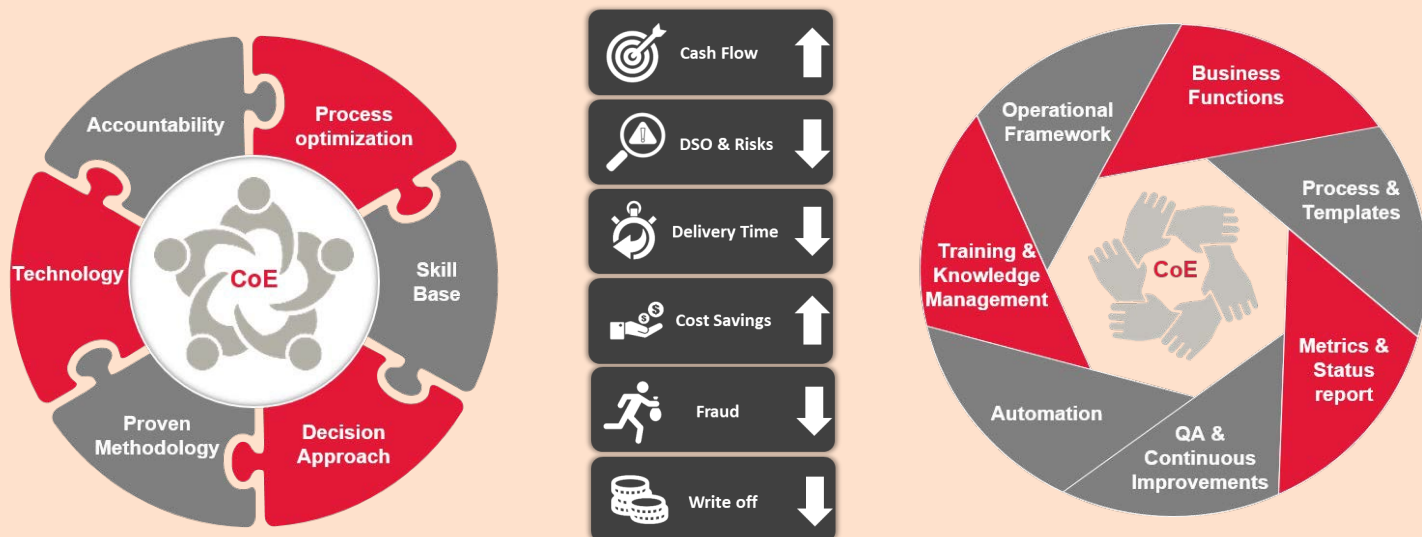 Accountability
Process
optimization
Technology
CoE
Skill
Base
Proven
Methodology
Decision
Approach
Cash Flow
DSO & Risks
Delivery Time
Cost Savings
$ $
Fraud
Write off
Business
Functions
Operational
Framework
Process &
Templates
Training &
Knowledge
Management
CoE
Metrics &
Status
report
Automation
QA &
Continuous
Improvements